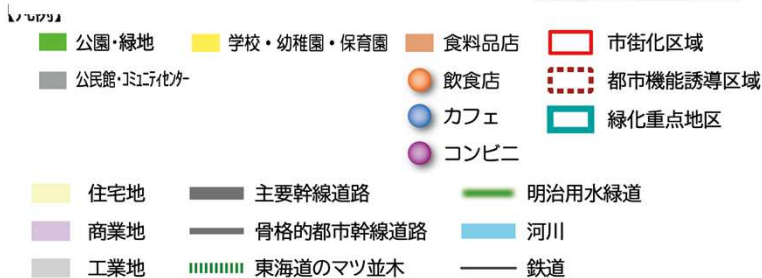 【凡例】
公園・緑地 学校・幼稚園・保育園 食料品店 市街化区域
公民館・コミュニティセンター 飲食店 都市機能誘導区域
カフェ 緑化重点地区
コンビニ
住宅地 主要幹線道路 明治用水緑道
商業地 骨格的都市幹線道路 河川
工業地 東海道のマツ並木 鉄道